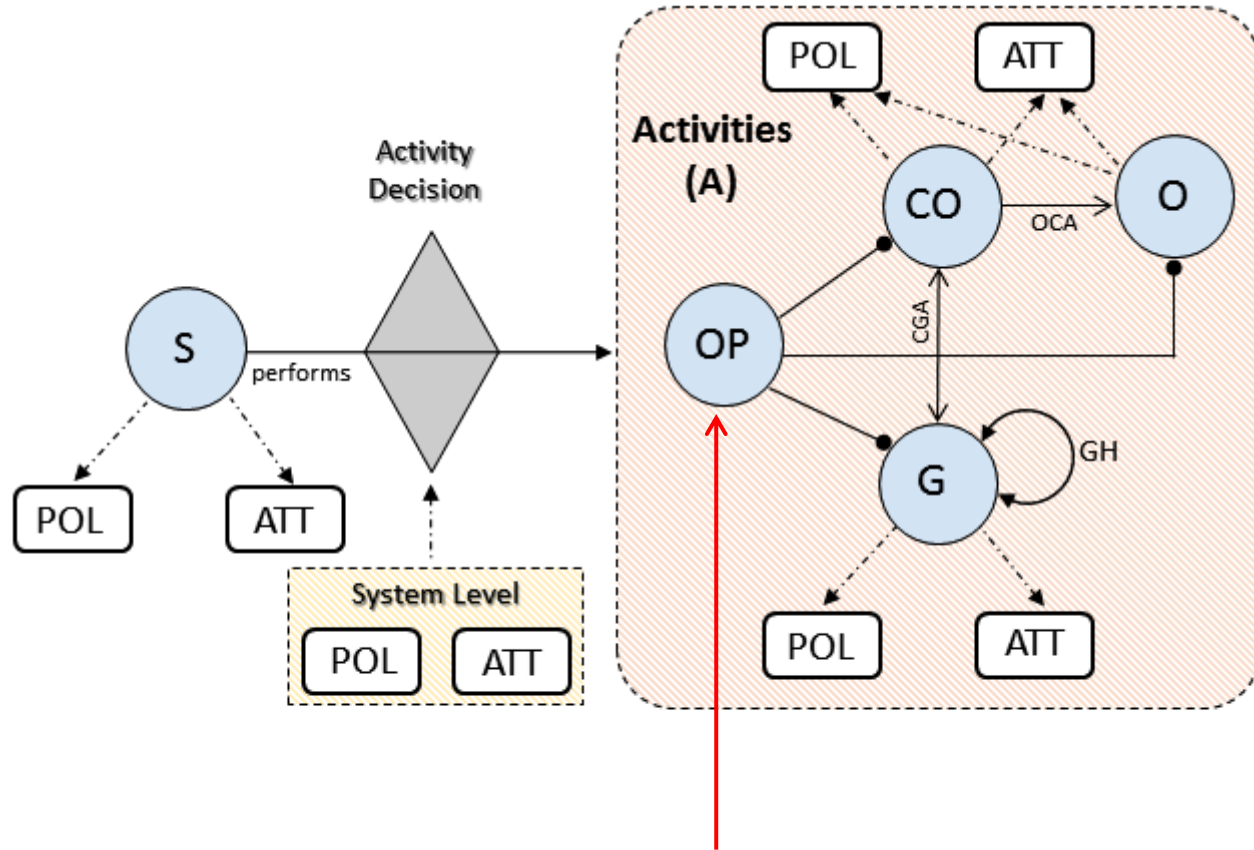 POL
ATT
Activities
(A)
Activity
Decision
CO
O
OCA
S
performs
OP
CGA
G
GH
POL
ATT
System Level
POL
ATT
POL
ATT